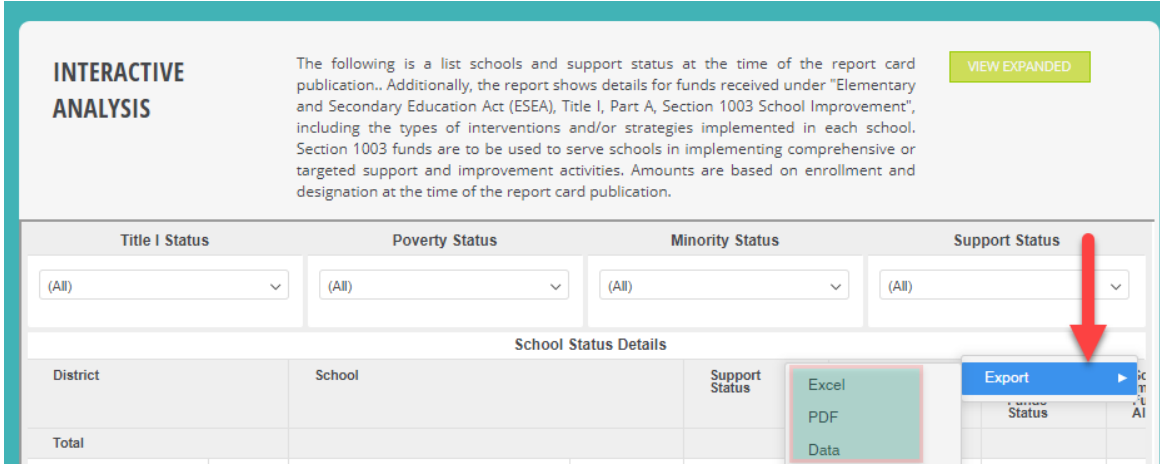 INTERACTIVE
ANALYSIS
The following is a list schools and support status at the time of the report card
publication.. Additionally, the report shows details for funds received under "Elementary
and Secondary Education Act (ESEA), Title I, Part A, Section 1003 School Improvement",
including the types of interventions and/or strategies implemented in each school.
Section 1003 funds are to be used to serve schools in implementing comprehensive or
targeted support and improvement activities. Amounts are based on enrollment and
designation at the time of the report card publication.
VIEW EXPANDED
Title I Status
Poverty Status
Minority Status
Support Status
(All)
(All)
(All)
(All)
School Status Details
District
School
Support
Status
Excel
PDF
Data
Export
Status
Total